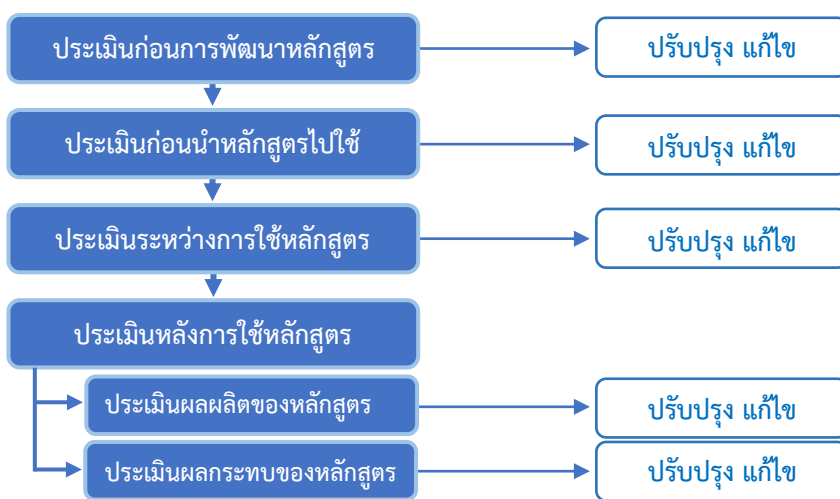 ประเมินก่อนการพัฒนาหลักสูตร
ปรับปรุง แก้ไข
ประเมินก่อนนำหลักสูตรไปใช้
ปรับปรุง แก้ไข
ประเมินระหว่างการใช้หลักสูตร
ปรับปรุง แก้ไข
ประเมินหลังการใช้หลักสูตร
ประเมินผลผลิตของหลักสูตร
ปรับปรุง แก้ไข
ประเมินผลกระทบของหลักสูตร
ปรับปรุง แก้ไข